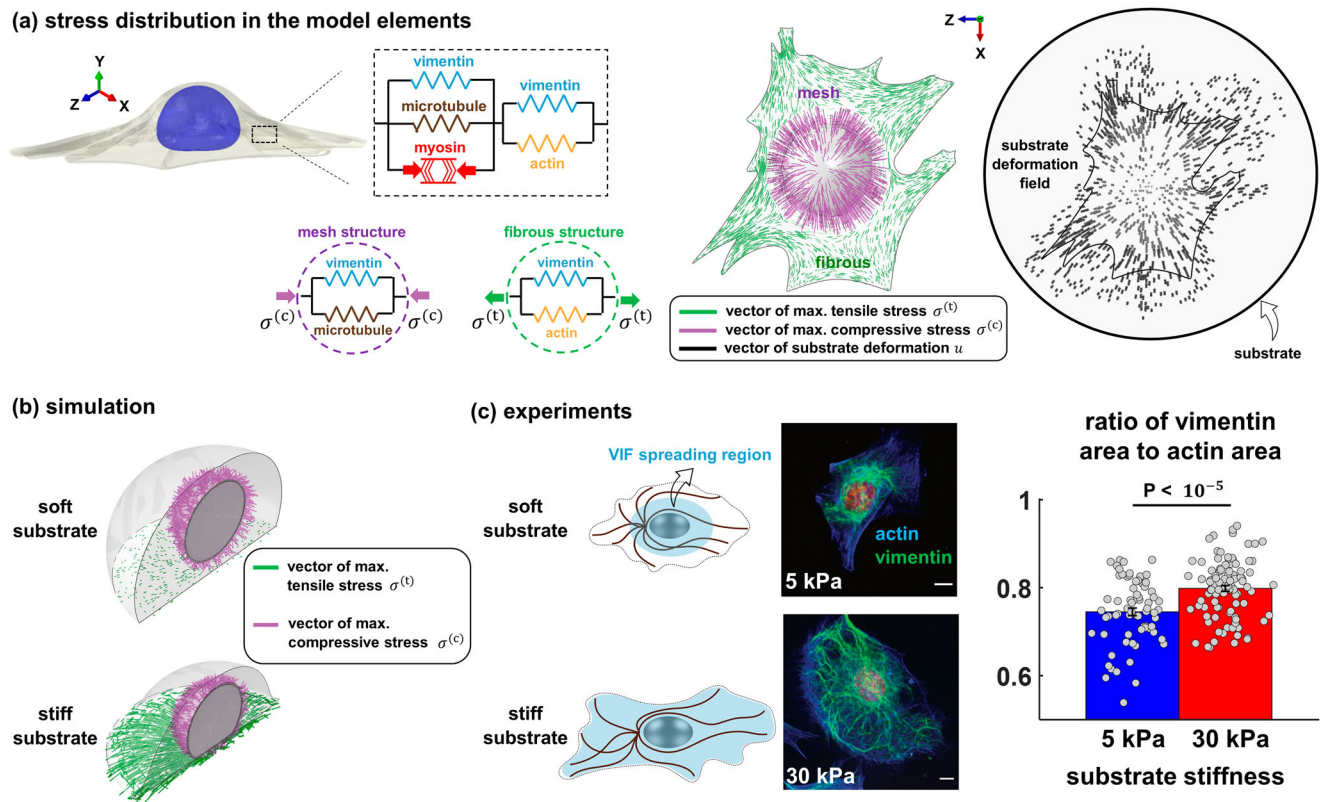 (a) stress distribution in the model elements
Y
Z
X
vimentin
microtubule
myosin
vimentin
actin
mesh structure
vimentin
microtubule
σ(c)
σ(c)
fibrous structure
vimentin
actin
σ(t)
σ(t)
mesh
fibrous
vector of max. tensile stress σ(t)
vector of max. compressive stress σ(c)
vector of substrate deformation u
Z
X
substrate
deformation
field
substrate
(b) simulation
soft
substrate
stiff
substrate
vector of max.
tensile stress σ(t)
vector of max.
compressive stress σ(c)
(c) experiments
VIF spreading region
soft
substrate
stiff
substrate
actin
vimentin
5 kPa
30 kPa
ratio of vimentin
area to actin area
P < 10−5
1
0.8
0.6
5 kPa
30 kPa
substrate stiffness